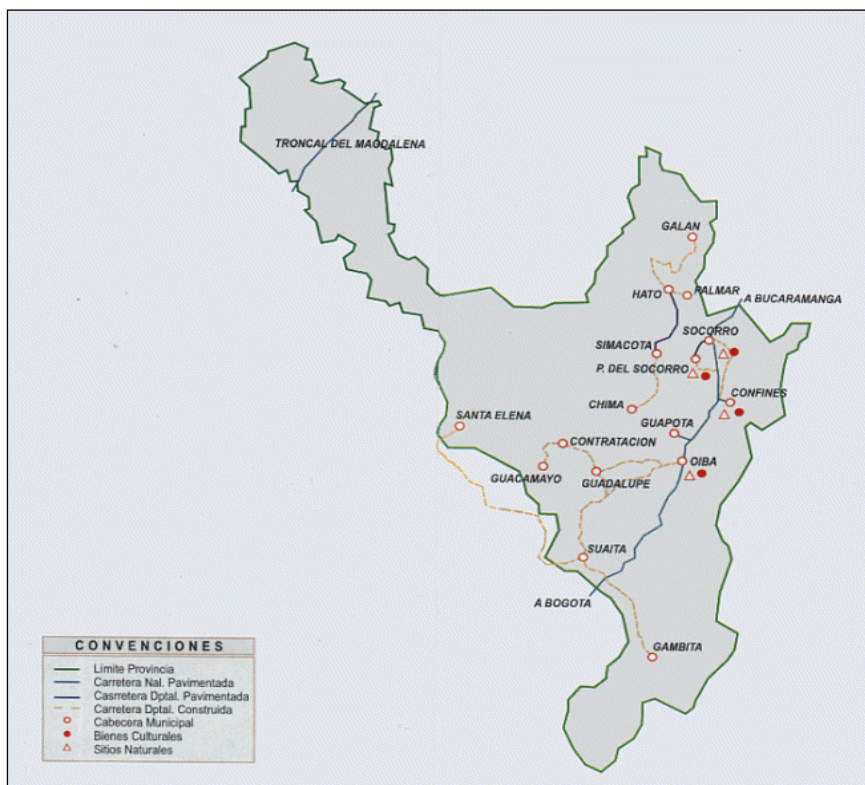 TRONCAL DEL MAGDALENA
GALAN
HATO
PALMAR
A BUCARAMANGA
SOCORRO
SIMACOTA
P. DEL SOCORRO
CONFINES
CHIMA
SANTA ELENA
GUAPOTA
CONTRATACION
OIBA
GUACAMAYO
GUADALUPE
SUAITA
A BOGOTA
GAMBITA
CONVENCIONES
Límite Provincia
Carretera Nal. Pavimentada
Casrretera Dptal. Pavimentada
Carretera Dptal. Construida
Cabecera Municipal
Bienes Culturales
Sitios Naturales